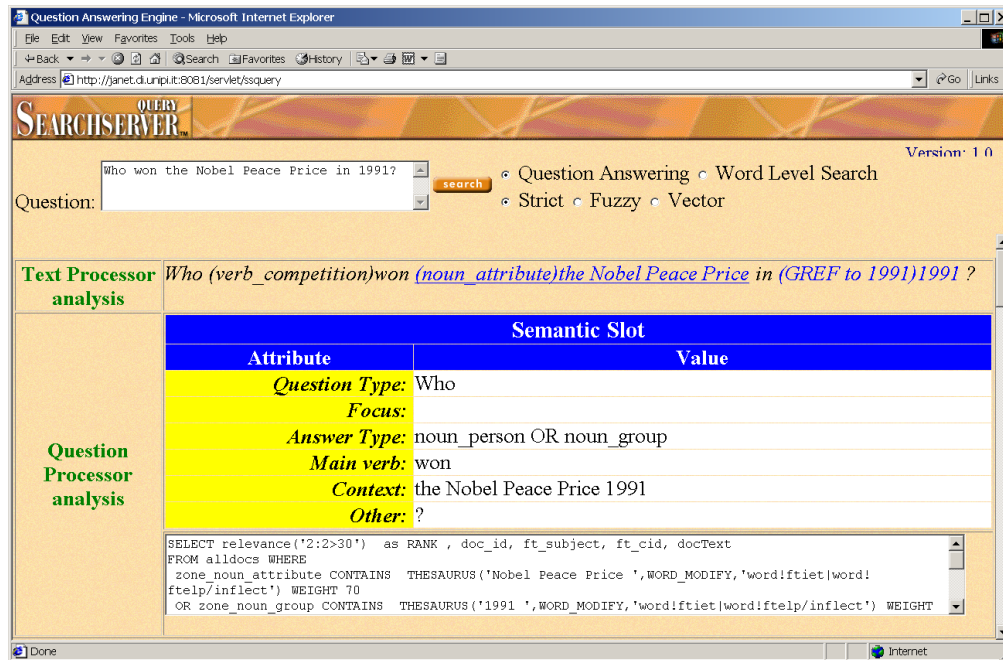 Question Answering Engine - Microsoft Internet Explorer
File Edit View Favorites Tools Help
Back Search Favorites History
Address http://janet.di.unipi.it:8081/servlet/ssquery Go Links
QUERY
SEARCHSERVER TM
Version: 1.0
Question: Who won the Nobel Peace Price in 1991? search Question Answering Word Level Search
Strict Fuzzy Vector
Text Processor analysis Who (verb_competition)won (noun_attribute)the Nobel Peace Price in (GREF to 1991)1991 ?
Question Processor analysis
Semantic Slot
Attribute Value
Question Type: Who
Focus:
Answer Type: noun_person OR noun_group
Main verb: won
Context: the Nobel Peace Price 1991
Other: ?
SELECT relevance('2:2>30') as RANK , doc_id, ft_subject, ft_cid, docText
FROM alldocs WHERE
zone_noun_attribute CONTAINS THESAURUS('Nobel Peace Price ',WORD_MODIFY,'word!ftiet|word!
ftelp/inflect') WEIGHT 70
OR zone_noun_group CONTAINS THESAURUS('1991 ',WORD_MODIFY,'word!ftiet|word!ftelp/inflect') WEIGHT
Done Internet